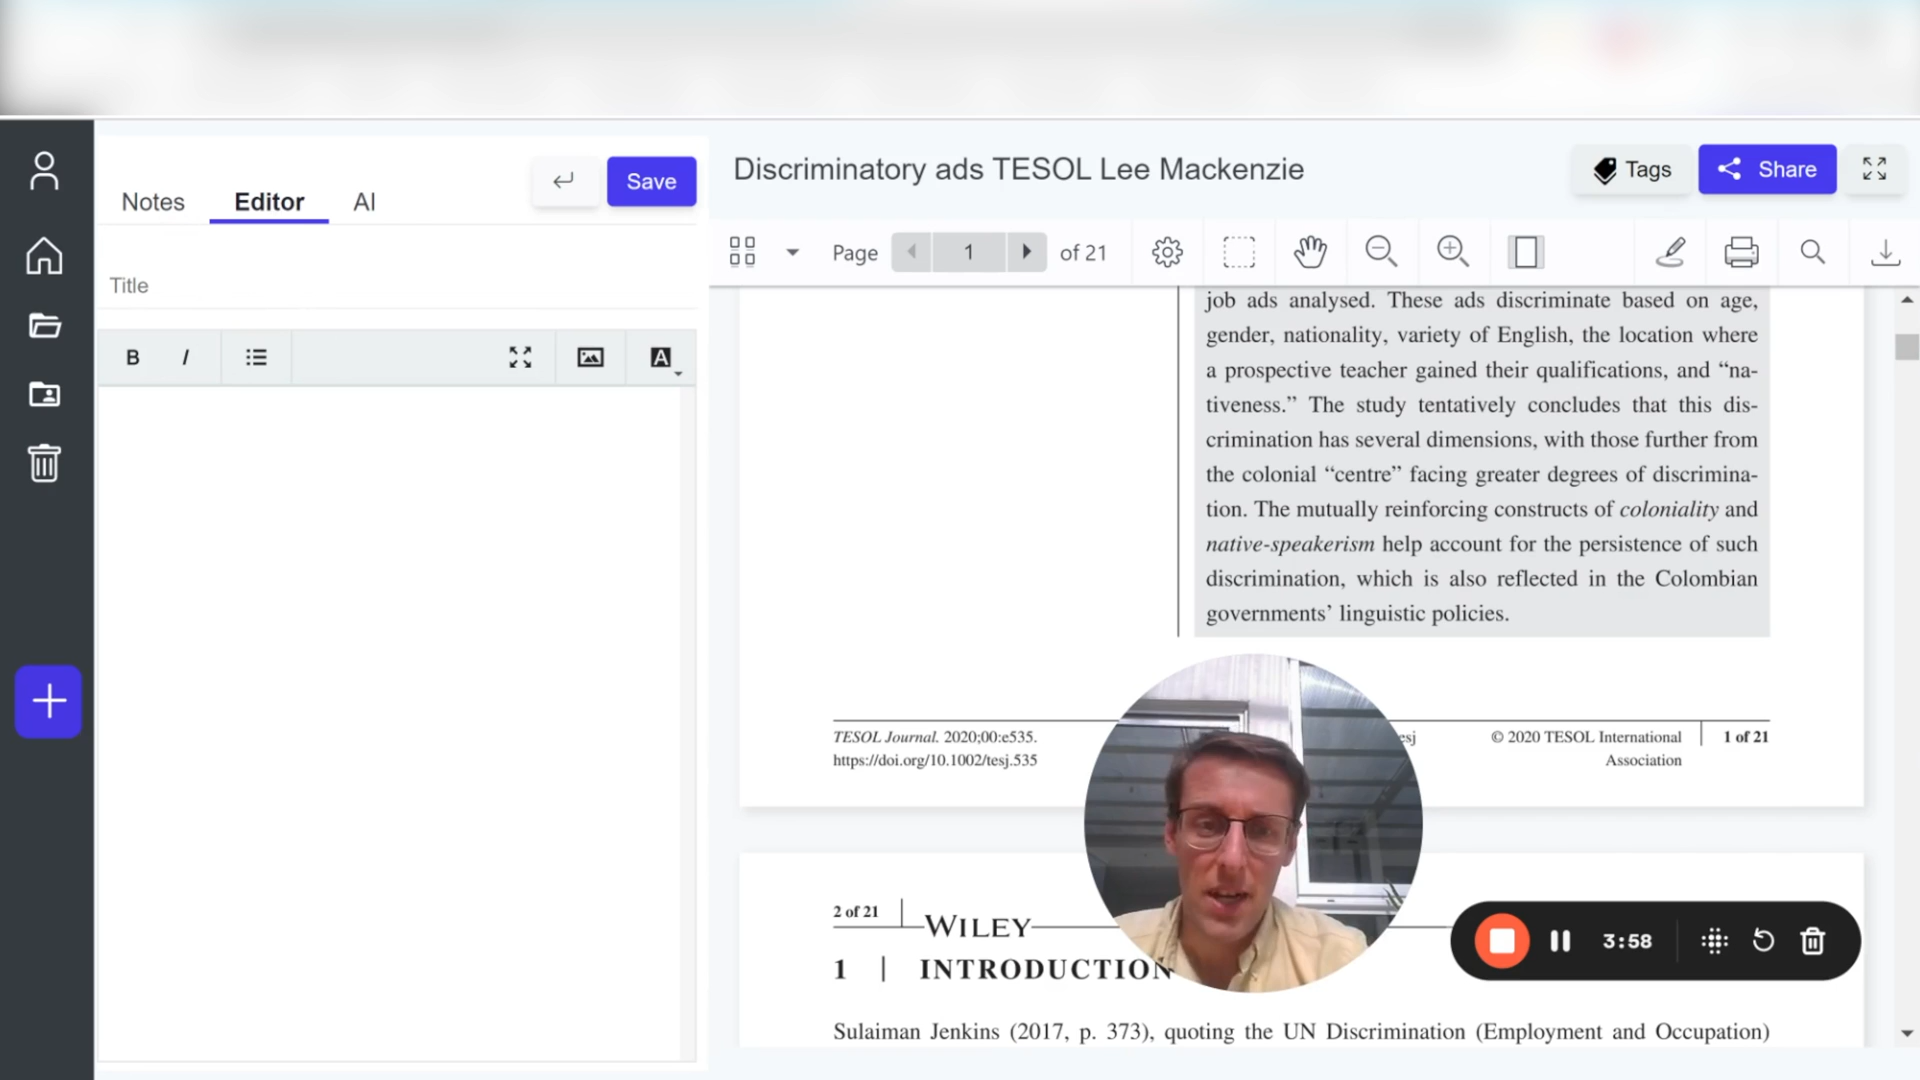 Notes
Editor
AI
Save
Title
B
I
A
Discriminatory ads TESOL Lee Mackenzie
Tags
Share
Page
1
of 21
job ads analysed. These ads discriminate based on age,
gender, nationality, variety of English, the location where
a prospective teacher gained their qualifications, and “na-
tiveness.” The study tentatively concludes that this dis-
crimination has several dimensions, with those further from
the colonial “centre” facing greater degrees of discrimina-
tion. The mutually reinforcing constructs of coloniality and
native-speakerism help account for the persistence of such
discrimination, which is also reflected in the Colombian
governments’ linguistic policies.
TESOL Journal. 2020;00:e535.
https://doi.org/10.1002/tesj.535
esj
© 2020 TESOL International
Association
1 of 21
2 of 21
WILEY
1 | INTRODUCTION
3:58
Sulaiman Jenkins (2017, p. 373), quoting the UN Discrimination (Employment and Occupation)